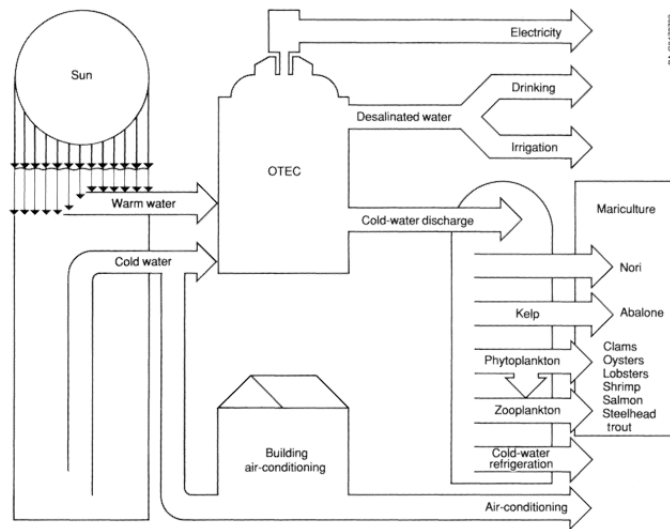 Electricity
Sun
Drinking
Desalinated water
OTEC
Irrigation
Warm water
Mariculture
Cold-water discharge
Cold water
Nori
Kelp
Abalone
Clams
Phytoplankton
Oysters
Lobsters
Shrimp
Zooplankton
Salmon
Steelhead
trout
Building
air-conditioning
Cold-water
refrigeration
Air-conditioning